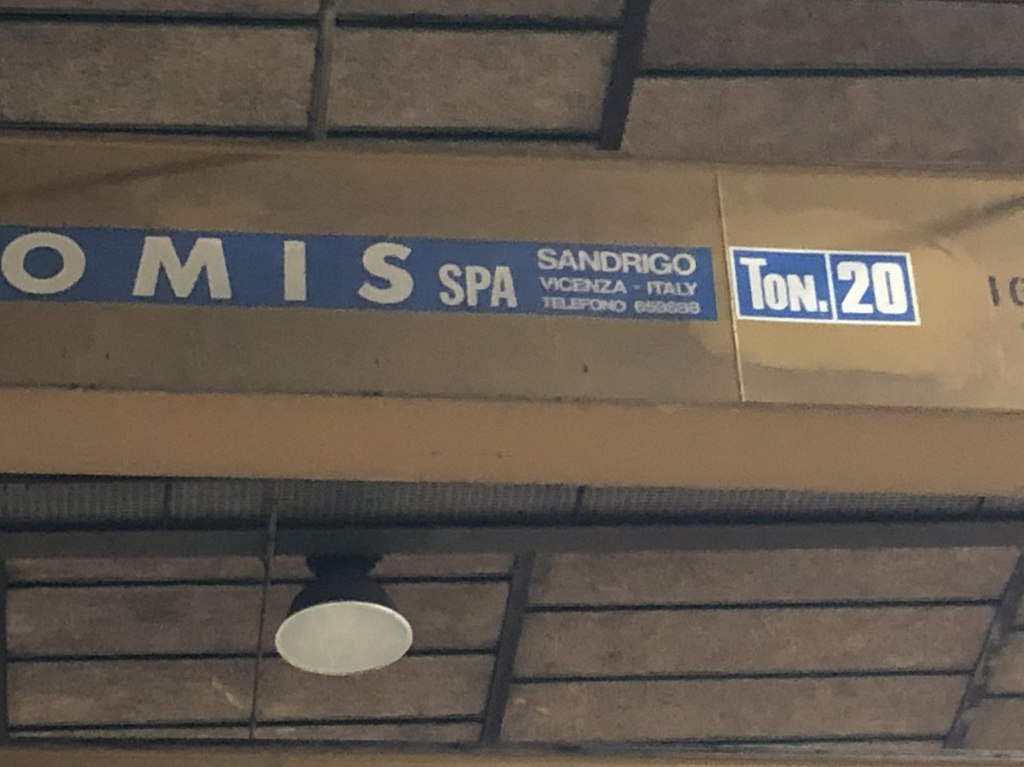 OMIS SPA
SANDRIGO
VICENZA - ITALY
TELEFONO
TON. 20